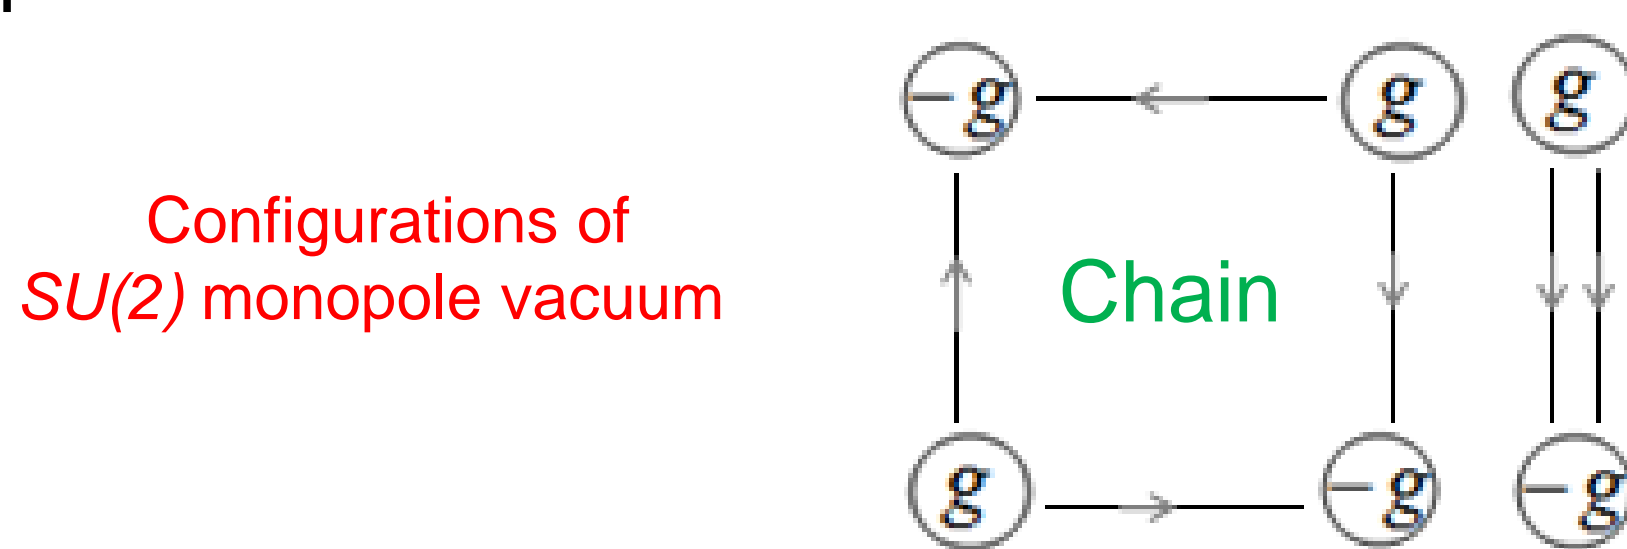 - g g g
Configurations of
SU(2) monopole vacuum
Chain
g - g - g